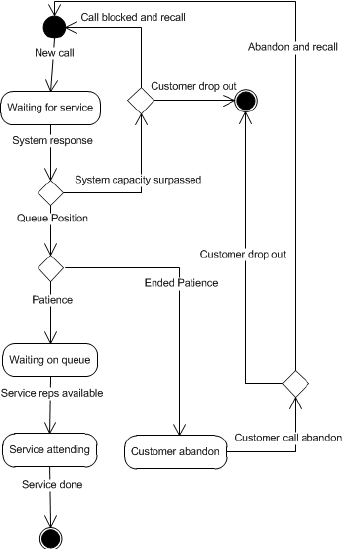 Call blocked and recall
Abandon and recall
New call
Customer drop out
Waiting for service
System response
System capacity surpassed
Queue Position
Customer drop out
Ended Patience
Patience
Waiting on queue
Service reps available
Customer call abandon
Service attending
Customer abandon
Service done